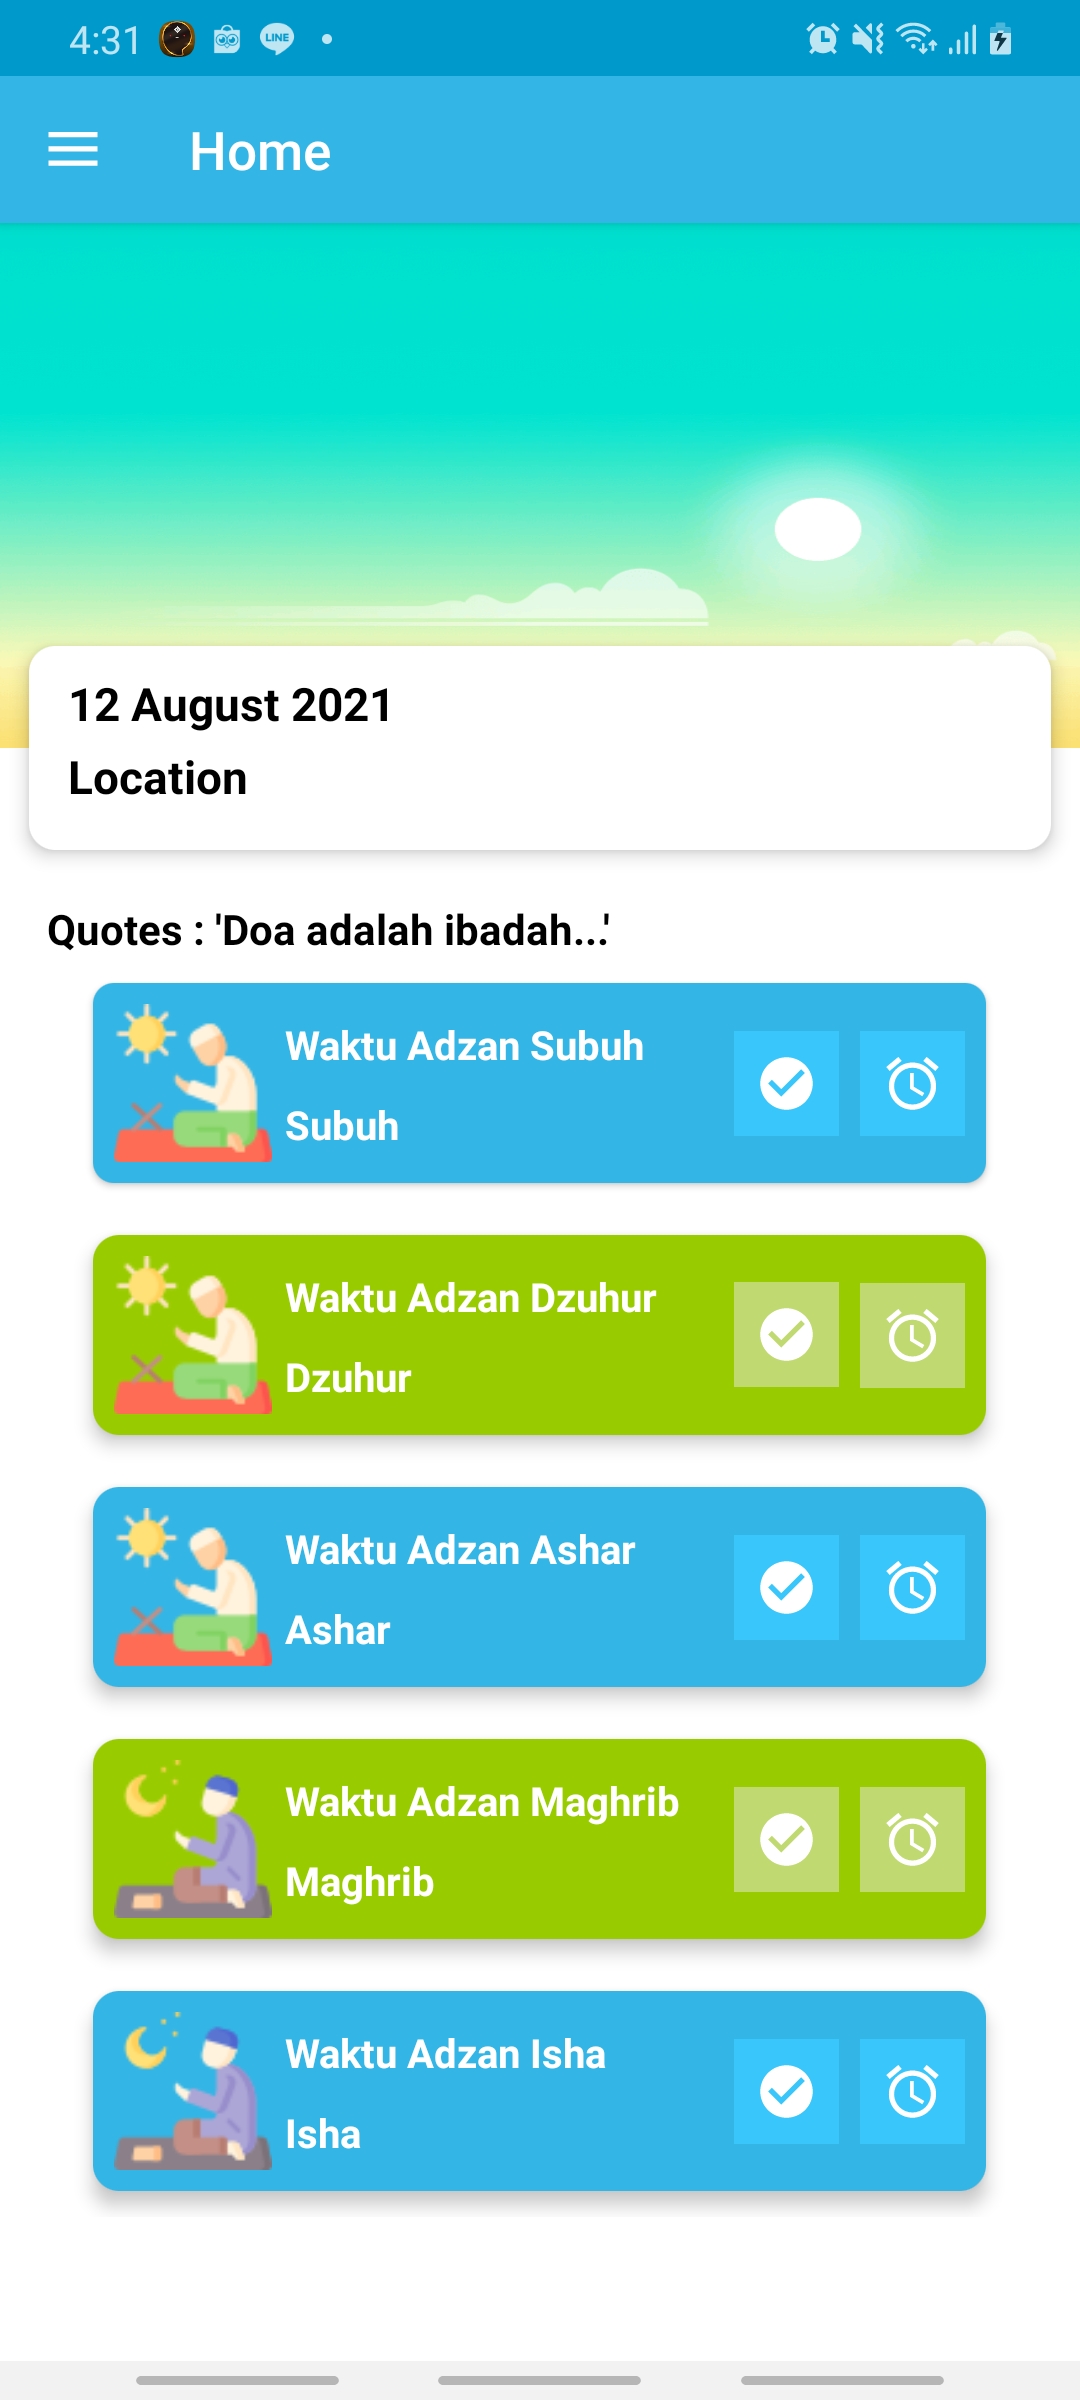 4:31
LINE
Home
12 August 2021
Location
Quotes : 'Doa adalah ibadah...'
Waktu Adzan Subuh
Subuh
Waktu Adzan Dzuhur
Dzuhur
Waktu Adzan Ashar
Ashar
Waktu Adzan Maghrib
Maghrib
Waktu Adzan Isha
Isha